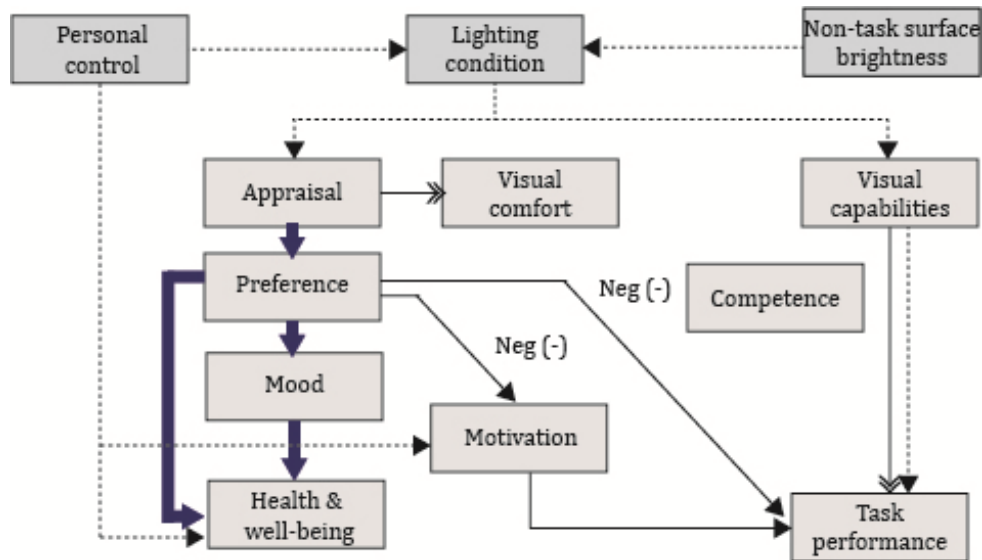 Personal
control
Lighting
condition
Non-task surface
brightness
Appraisal
Visual
comfort
Visual
capabilities
Preference
Neg (-)
Competence
Neg (-)
Mood
Motivation
Health &
well-being
Task
performance